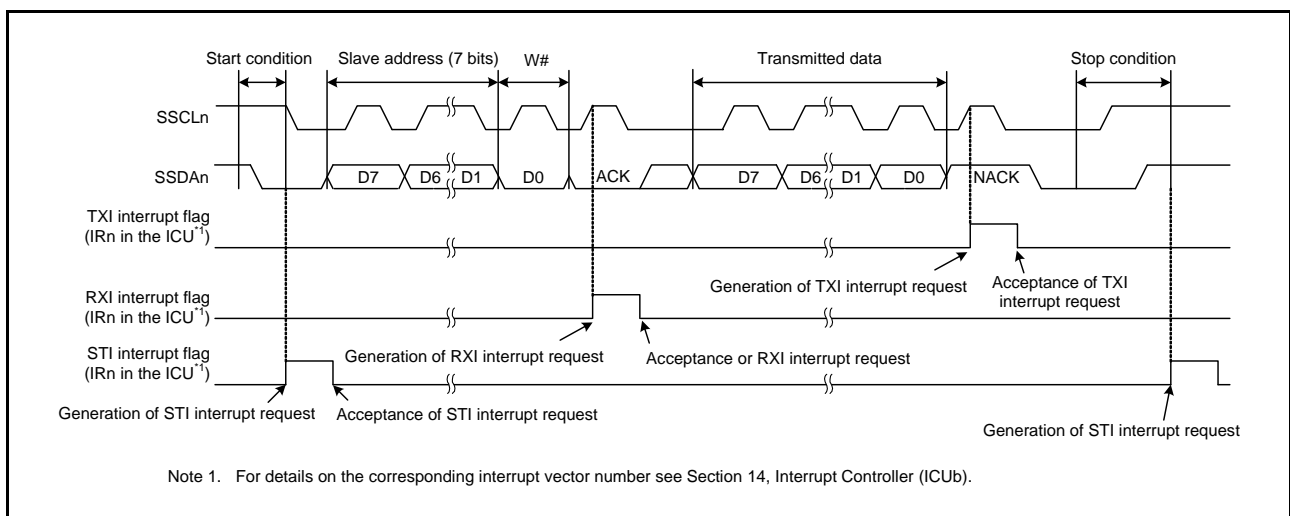 Start condition
Slave address (7 bits)
W#
Transmitted data
Stop condition
SSCLn
SSDAn
D7
D6
D1
D0
ACK
D7
D6
D1
D0
NACK
TXI interrupt flag
(IRn in the ICU*1)
Generation of TXI interrupt request
Acceptance of TXI
interrupt request
RXI interrupt flag
(IRn in the ICU*1)
Generation of RXI interrupt request
Acceptance or RXI interrupt request
STI interrupt flag
(IRn in the ICU*1)
Generation of STI interrupt request
Acceptance of STI interrupt request
Generation of STI interrupt request
Note 1. For details on the corresponding interrupt vector number see Section 14, Interrupt Controller (ICUb).